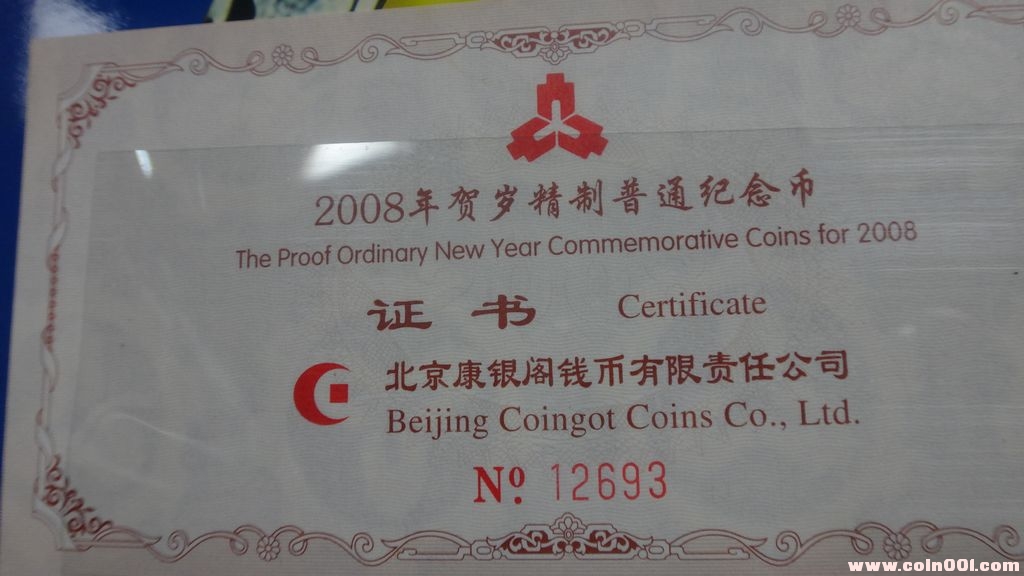 2008年贺岁精制普通纪念币
The Proof Ordinary New Year Commemorative Coins for 2008
证 书 Certificate
北京康银阁钱币有限责任公司
Beijing Coingot Coins Co., Ltd.
Nº 12693
www.coin001.com